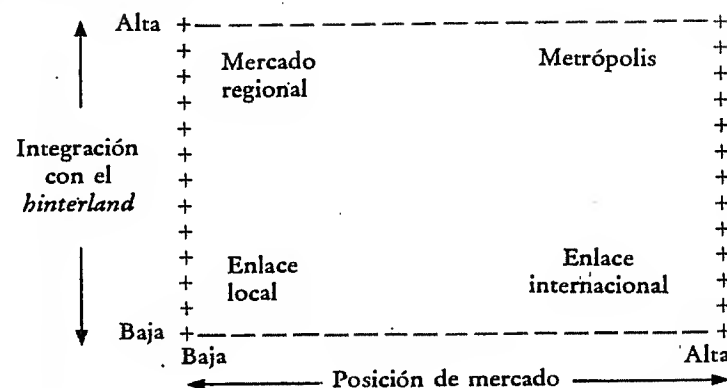 Alta
Mercado
regional
Metrópolis
Integración
con el
hinterland
Enlace
local
Enlace
internacional
Baja
Baja
Alta
Posición de mercado